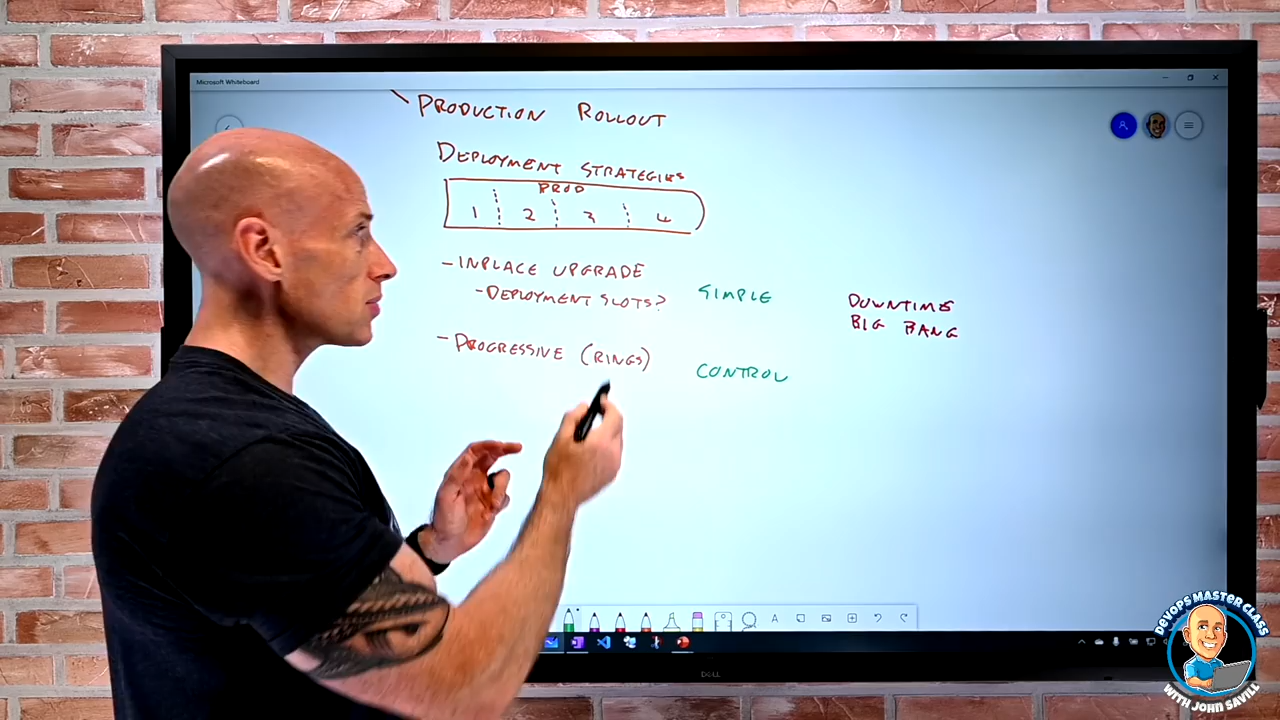 Microsoft Whiteboard
PRODUCTION ROLLOUT
DEPLOYMENT STRATEGIES
PROD
1 2 3 4
- INPLACE UPGRADE
- DEPLOYMENT SLOTS?
SIMPLE
DOWNTIME
BIG BANG
- PROGRESSIVE (RINGS)
CONTROL
A
DELL
DEVOPS MASTER CLASS
WITH JOHN SAVILL